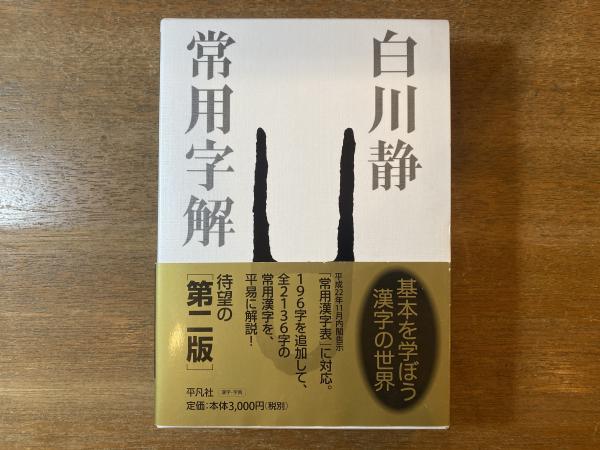 白川静
常用字解
基本を学ぼう
漢字の世界
平成22年11月内閣告示
「常用漢字表」に対応。
196字を追加して、
全2136字の
常用漢字を、
平易に解説！
待望の
［第二版］
平凡社
定価：本体3,000円（税別）